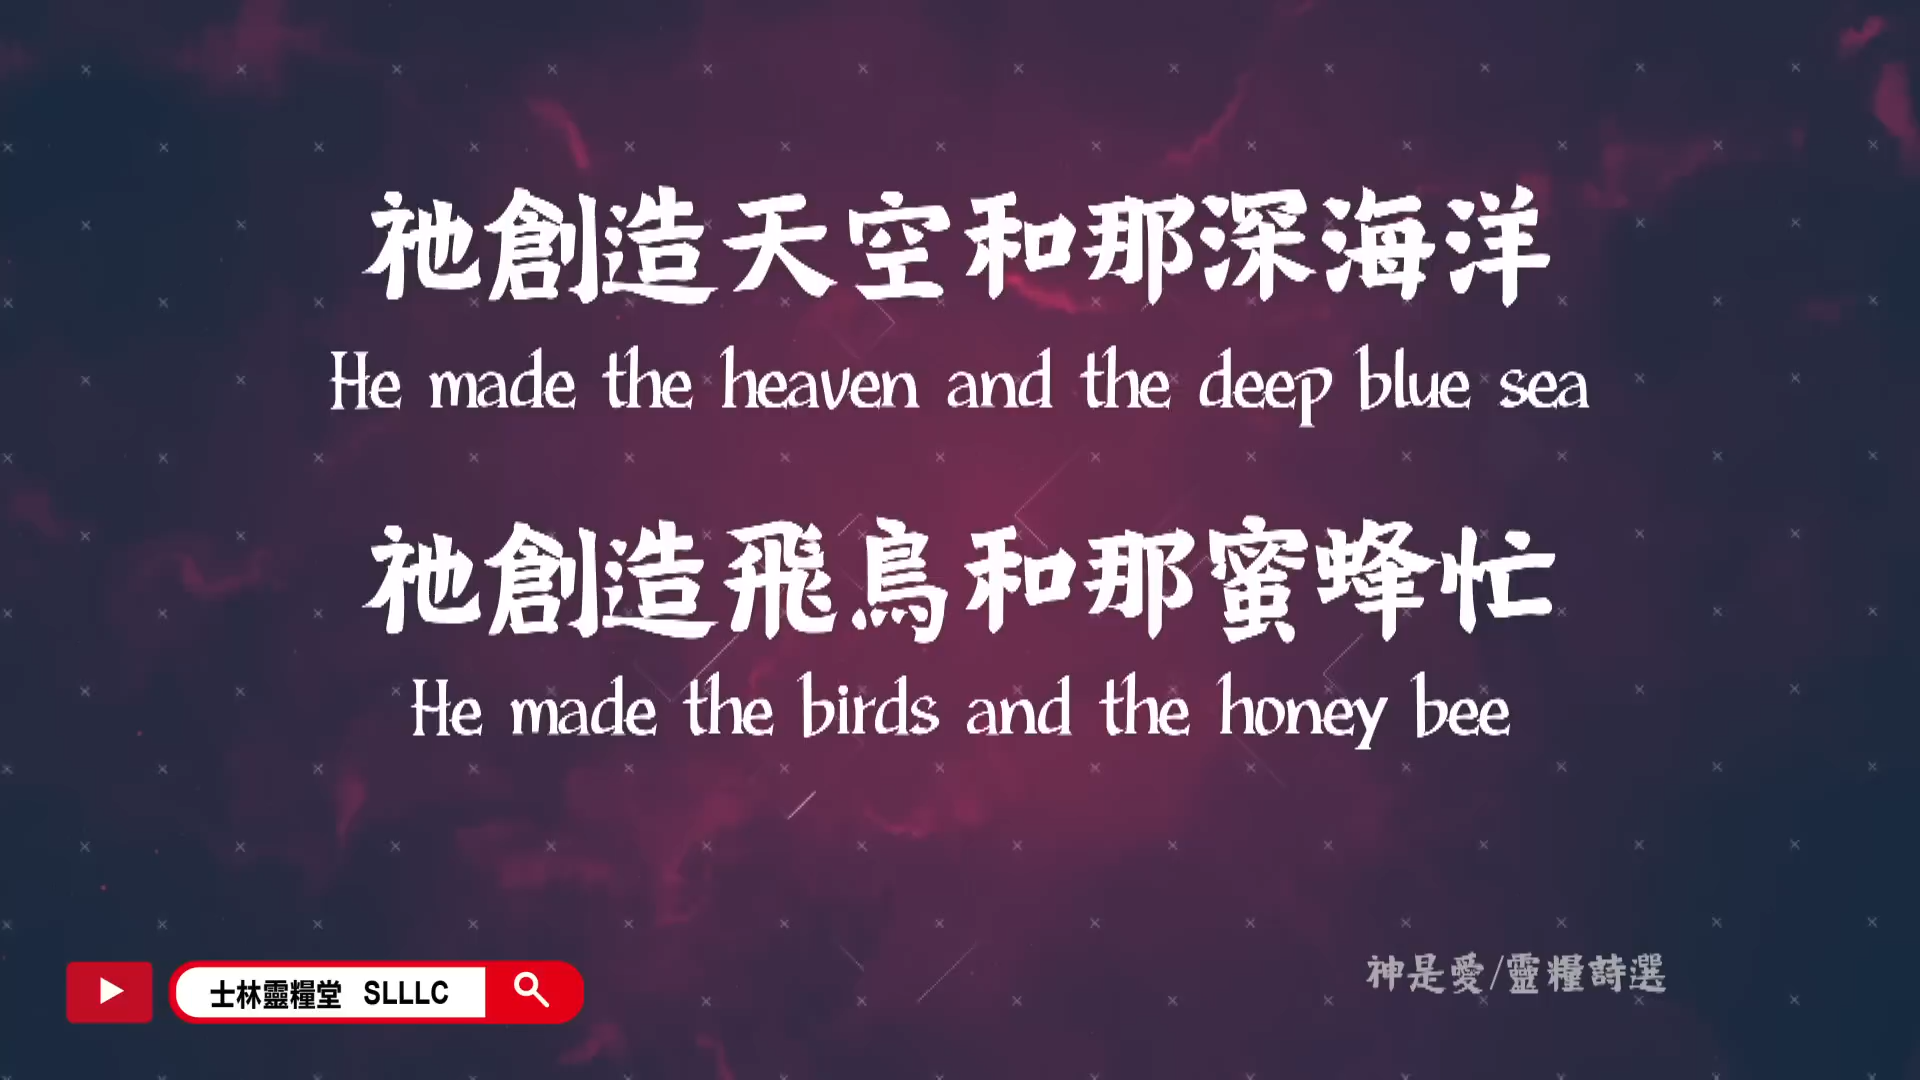 祂創造天空和那深海洋
He made the heaven and the deep blue sea
祂創造飛鳥和那蜜蜂忙
He made the birds and the honey bee
士林靈糧堂 SLLLC
神是愛/靈糧詩選